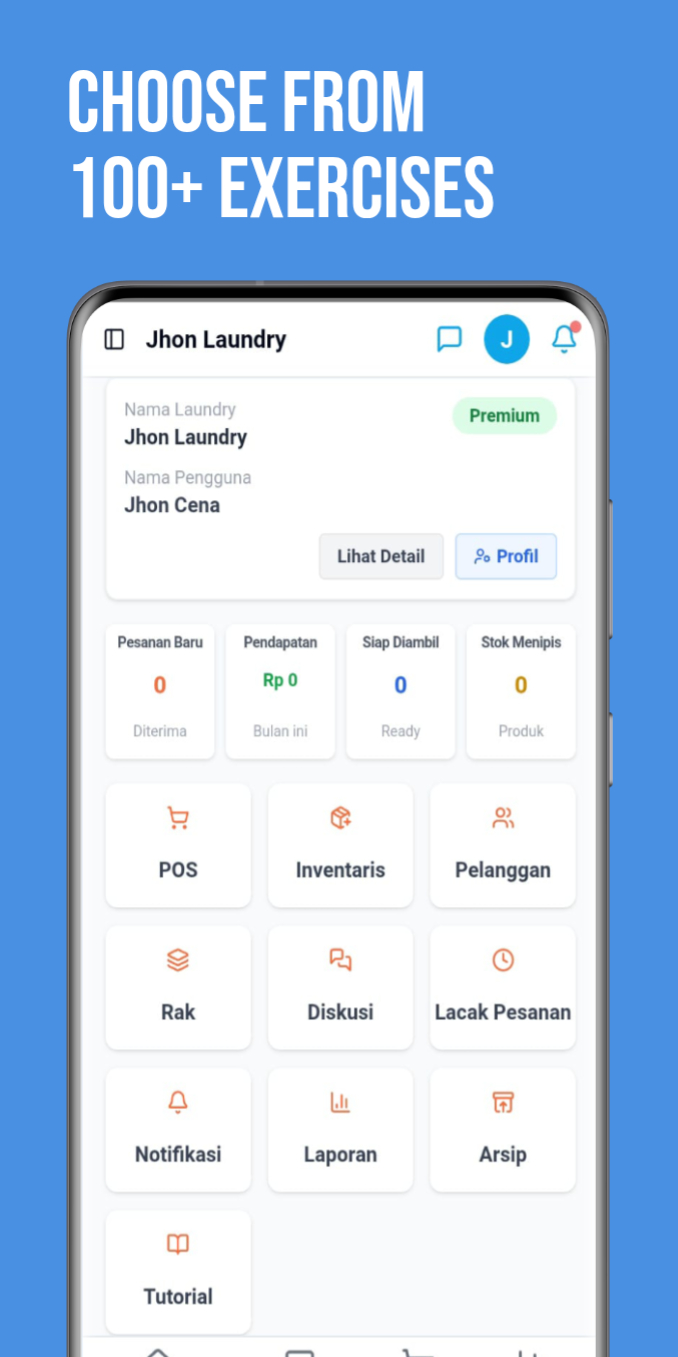 CHOOSE FROM
100+ EXERCISES
Jhon Laundry
J
Nama Laundry
Premium
Jhon Laundry
Nama Pengguna
Jhon Cena
Lihat Detail
Profil
Pesanan Baru
Pendapatan
Siap Diambil
Stok Menipis
0
Rp 0
0
0
Diterima
Bulan ini
Ready
Produk
POS
Inventaris
Pelanggan
Rak
Diskusi
Lacak Pesanan
Notifikasi
Laporan
Arsip
Tutorial